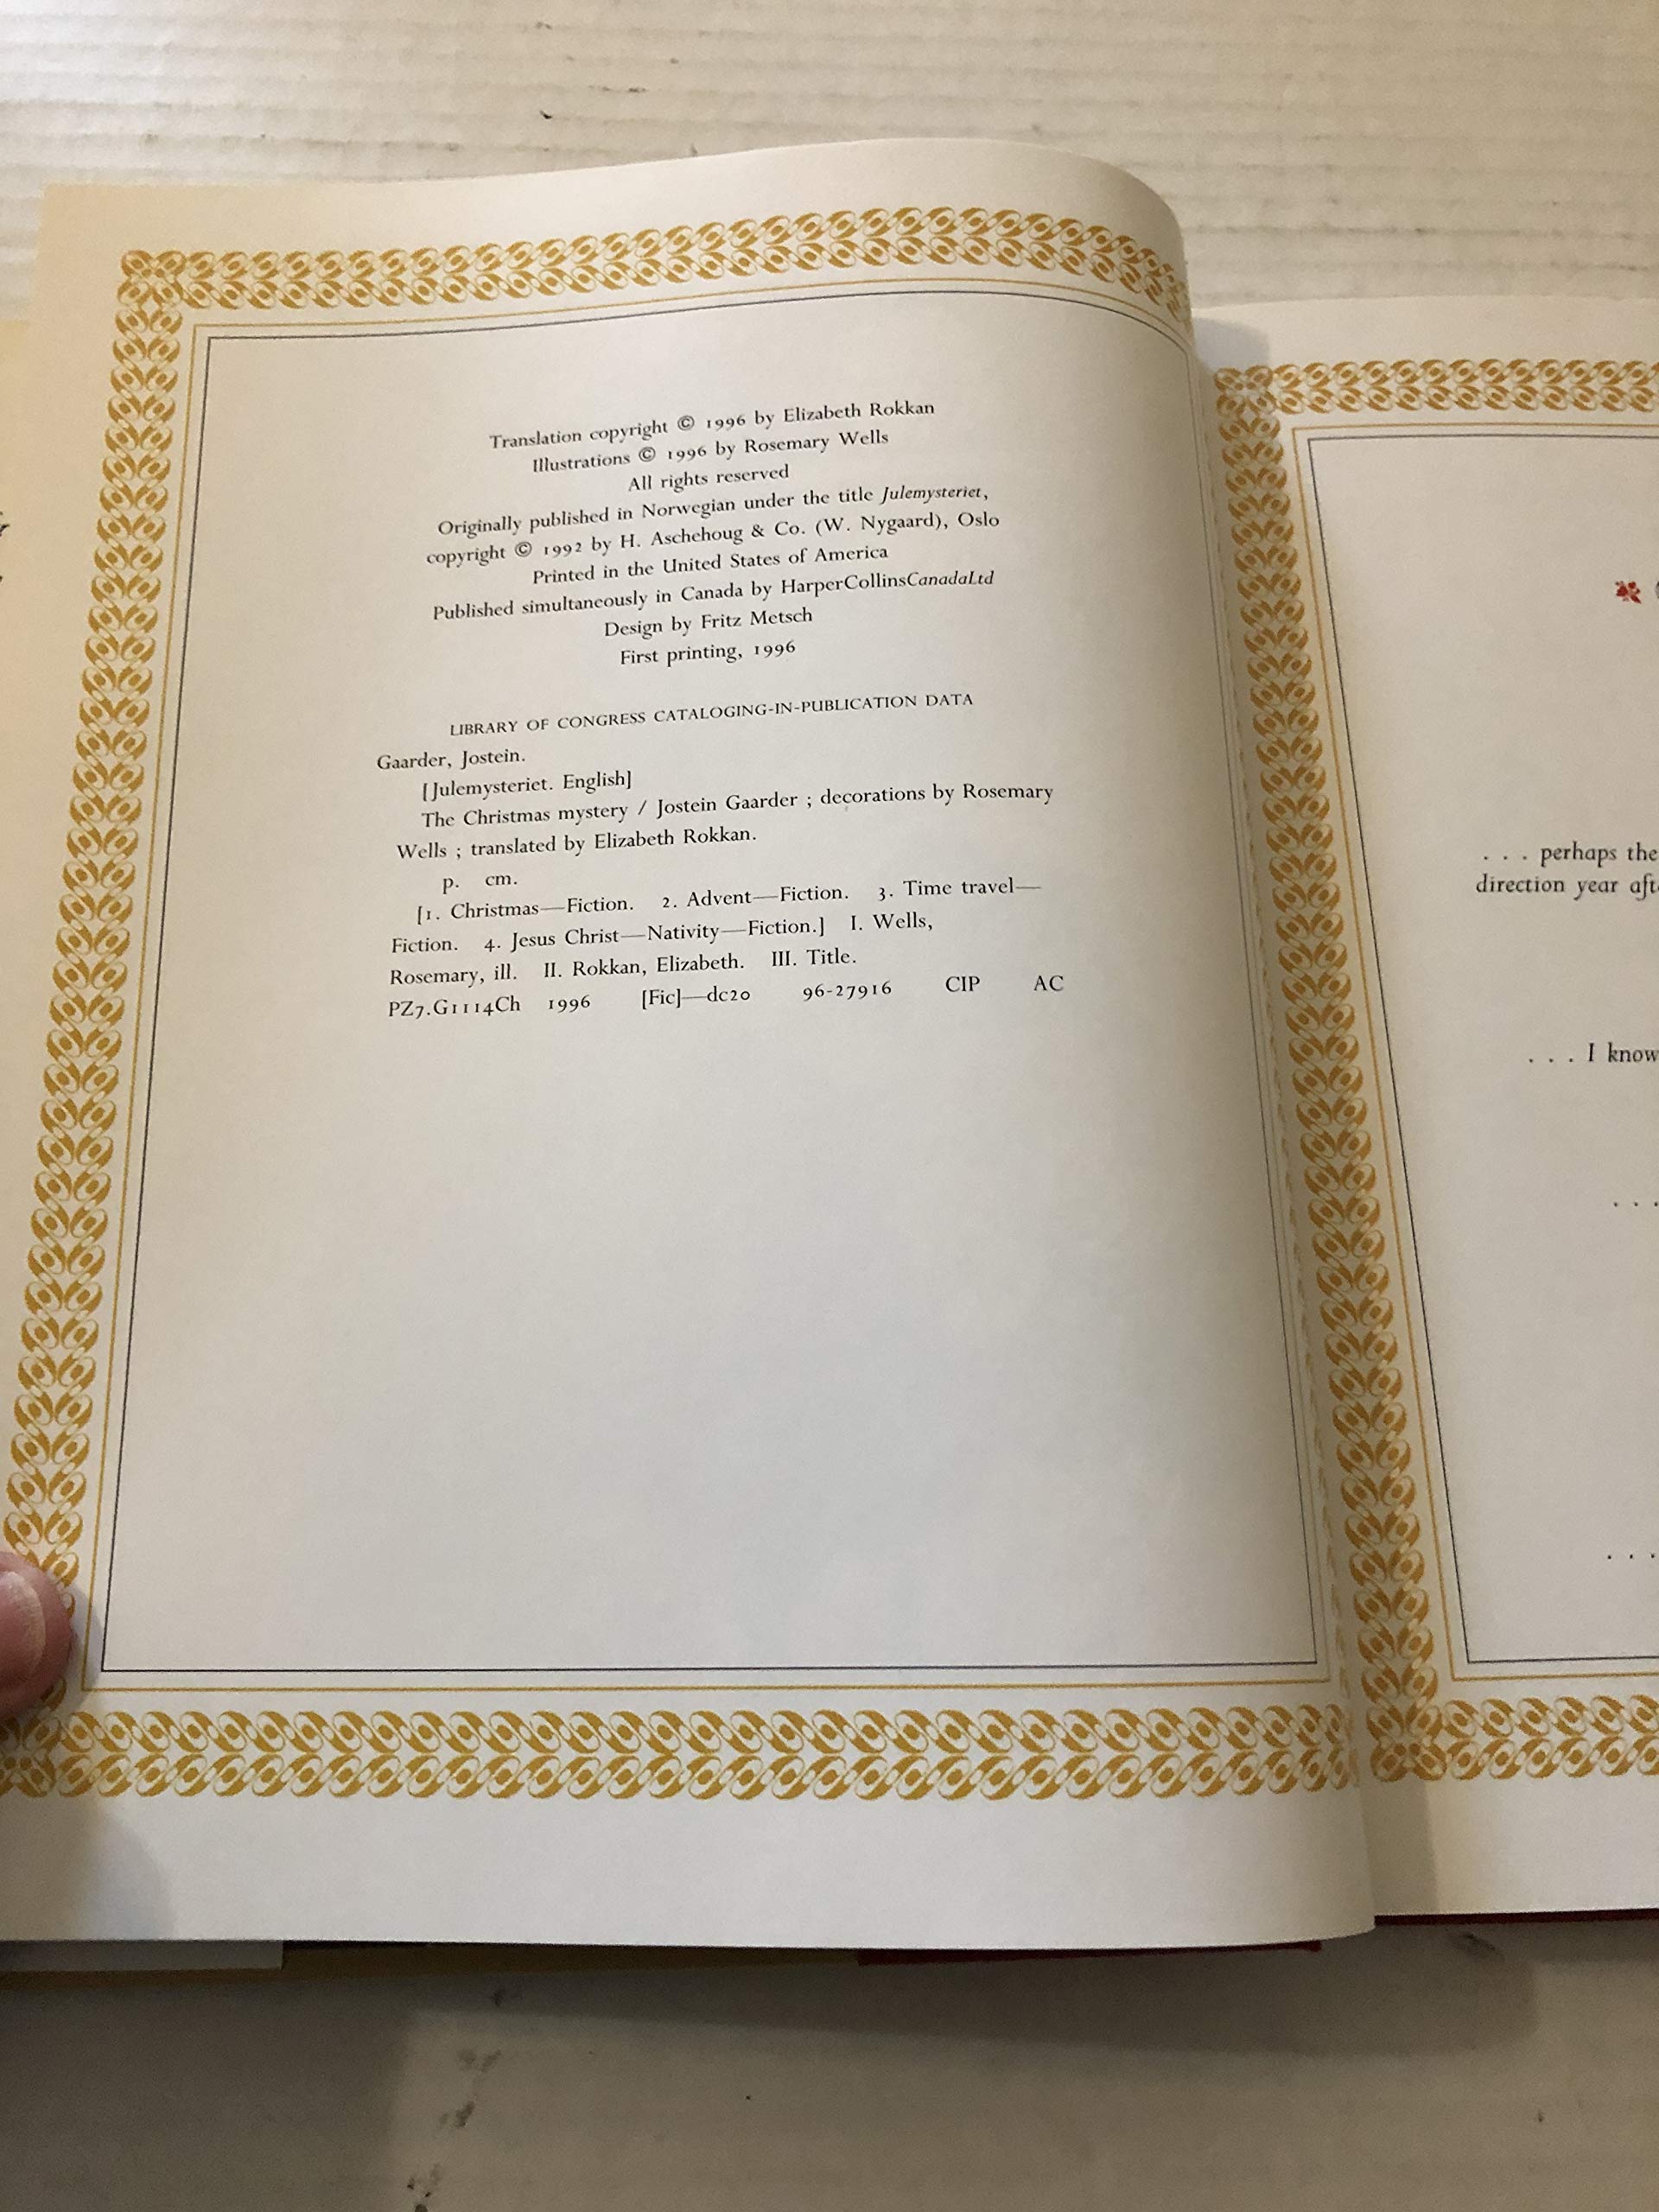 Translation copyright © 1996 by Elizabeth Rokkan
Illustrations © 1996 by Rosemary Wells
All rights reserved
Originally published in Norwegian under the title Julemysteriet,
copyright © 1992 by H. Aschehoug & Co. (W. Nygaard), Oslo
Printed in the United States of America
Published simultaneously in Canada by HarperCollinsCanadaLtd
Design by Fritz Metsch
First printing, 1996
LIBRARY OF CONGRESS CATALOGING-IN-PUBLICATION DATA
Gaarder, Jostein.
[Julemysteriet. English]
The Christmas mystery / Jostein Gaarder ; decorations by Rosemary
Wells ; translated by Elizabeth Rokkan.
p. cm.
[1. Christmas—Fiction. 2. Advent—Fiction. 3. Time travel—
Fiction. 4. Jesus Christ—Nativity—Fiction.] I. Wells,
Rosemary, ill. II. Rokkan, Elizabeth. III. Title.
PZ7.G1114Ch 1996 [Fic]—dc20 96-27916 CIP AC
. . . perhaps the
direction year
. . . I know
. . .
. . .